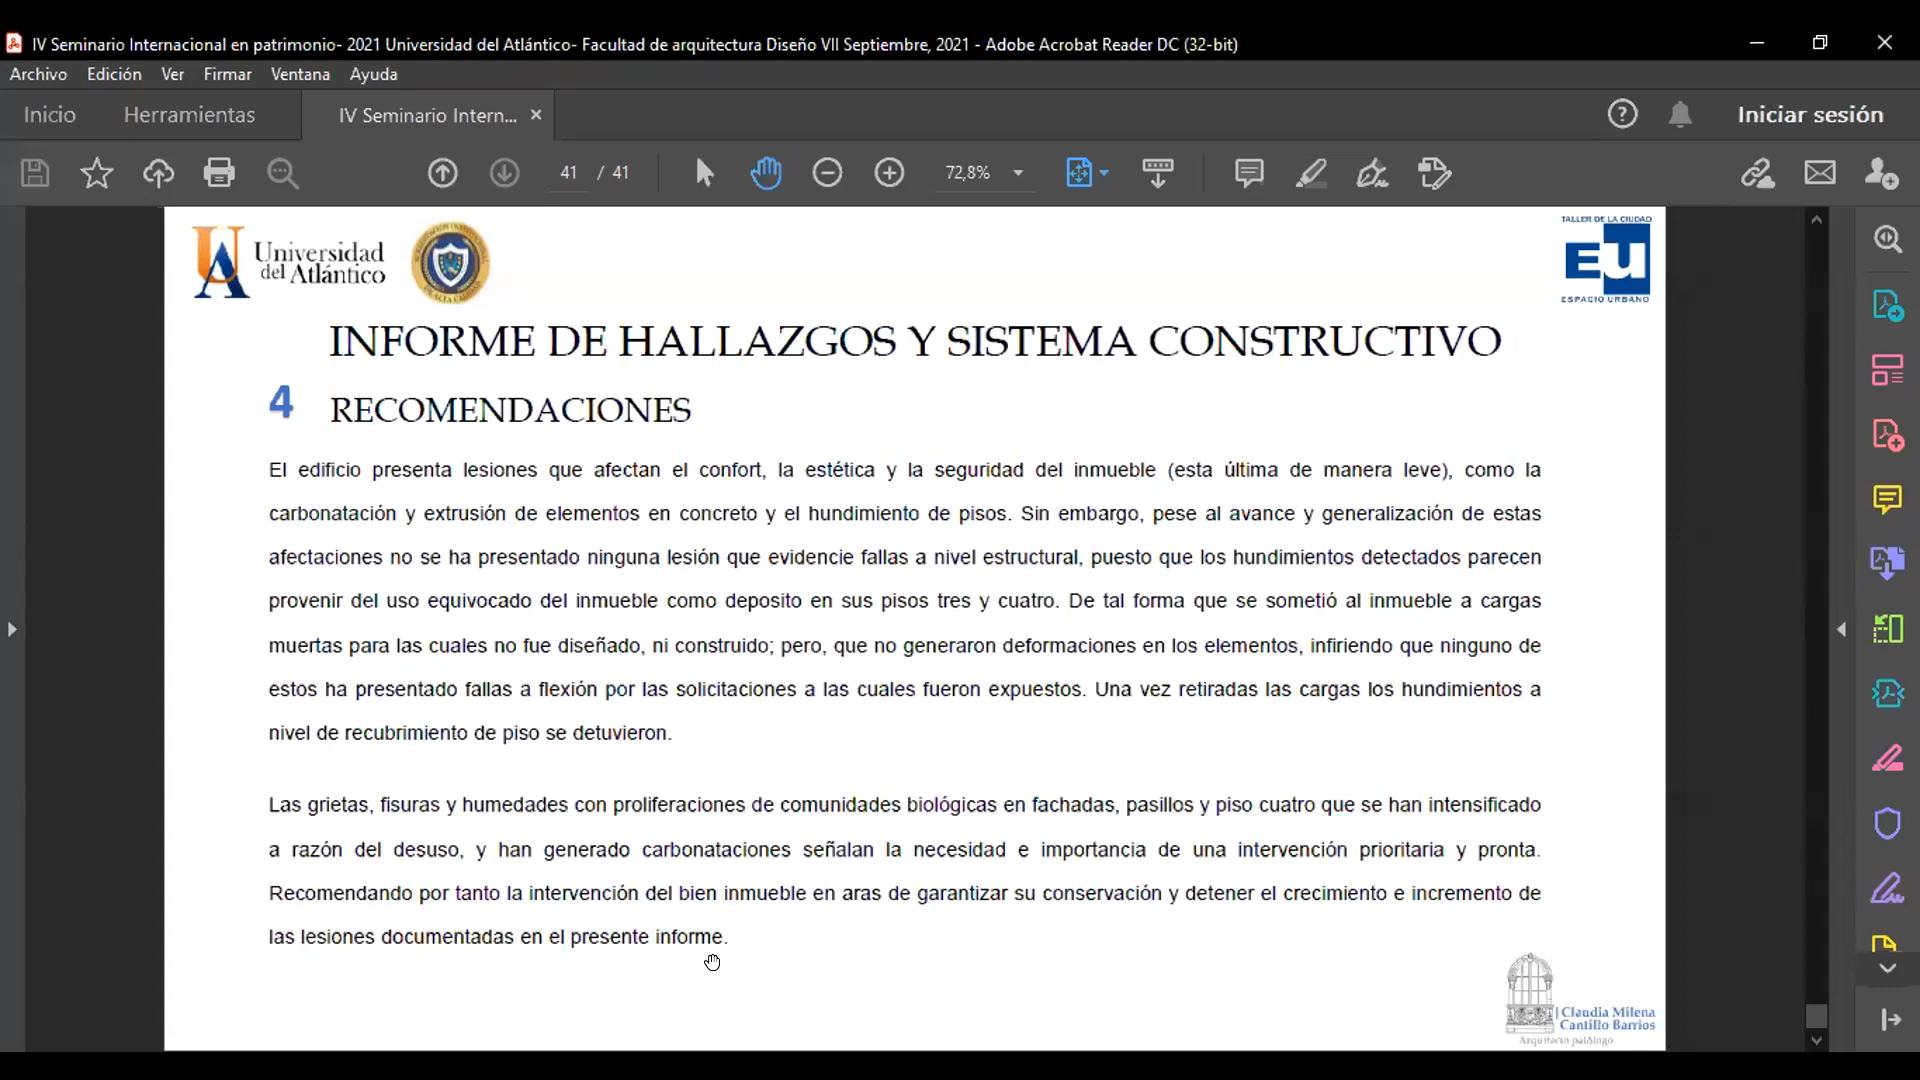 IV Seminario Internacional en patrimonio- 2021 Universidad del Atlántico- Facultad de arquitectura Diseño VII Septiembre, 2021 - Adobe Acrobat Reader DC (32-bit)
Archivo Edición Ver Firmar Ventana Ayuda
Inicio Herramientas IV Seminario Intern... × Iniciar sesión
41 / 41 72,8%
Universidad
del Atlántico
TALLER DE LA CIUDAD
EU
ESPACIO URBANO
INFORME DE HALLAZGOS Y SISTEMA CONSTRUCTIVO
4 RECOMENDACIONES
El edificio presenta lesiones que afectan el confort, la estética y la seguridad del inmueble (esta última de manera leve), como la
carbonatación y extrusión de elementos en concreto y el hundimiento de pisos. Sin embargo, pese al avance y generalización de estas
afectaciones no se ha presentado ninguna lesión que evidencie fallas a nivel estructural, puesto que los hundimientos detectados parecen
provenir del uso equivocado del inmueble como deposito en sus pisos tres y cuatro. De tal forma que se sometió al inmueble a cargas
muertas para las cuales no fue diseñado, ni construido; pero, que no generaron deformaciones en los elementos, infiriendo que ninguno de
estos ha presentado fallas a flexión por las solicitaciones a las cuales fueron expuestos. Una vez retiradas las cargas los hundimientos a
nivel de recubrimiento de piso se detuvieron.
Las grietas, fisuras y humedades con proliferaciones de comunidades biológicas en fachadas, pasillos y piso cuatro que se han intensificado
a razón del desuso, y han generado carbonataciones señalan la necesidad e importancia de una intervención prioritaria y pronta.
Recomendando por tanto la intervención del bien inmueble en aras de garantizar su conservación y detener el crecimiento e incremento de
las lesiones documentadas en el presente informe.
Claudia Milena
Cantillo Barrios